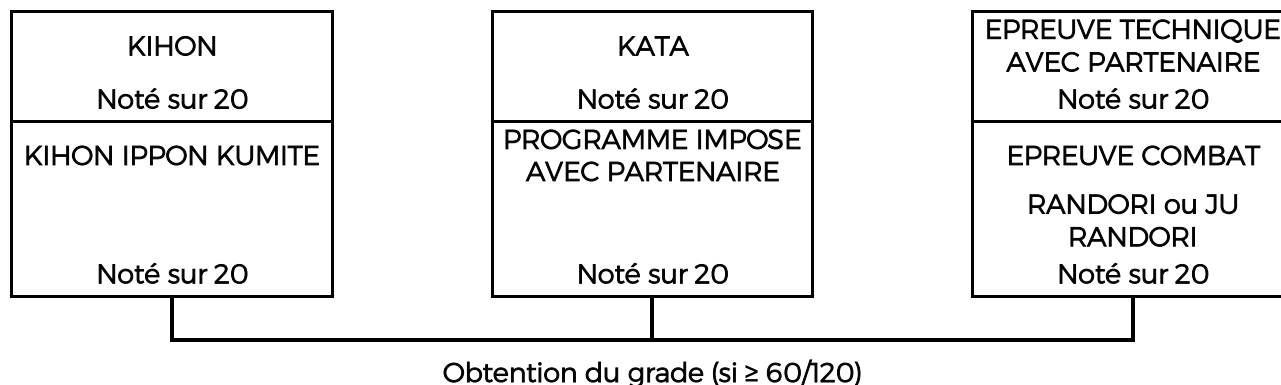 KIHON
Noté sur 20
KIHON IPPON KUMITE
Noté sur 20
KATA
Noté sur 20
PROGRAMME IMPOSE
AVEC PARTENAIRE
Noté sur 20
EPREUVE TECHNIQUE
AVEC PARTENAIRE
Noté sur 20
EPREUVE COMBAT
RANDORI ou JU
RANDORI
Noté sur 20
Obtention du grade (si ≥ 60/120)